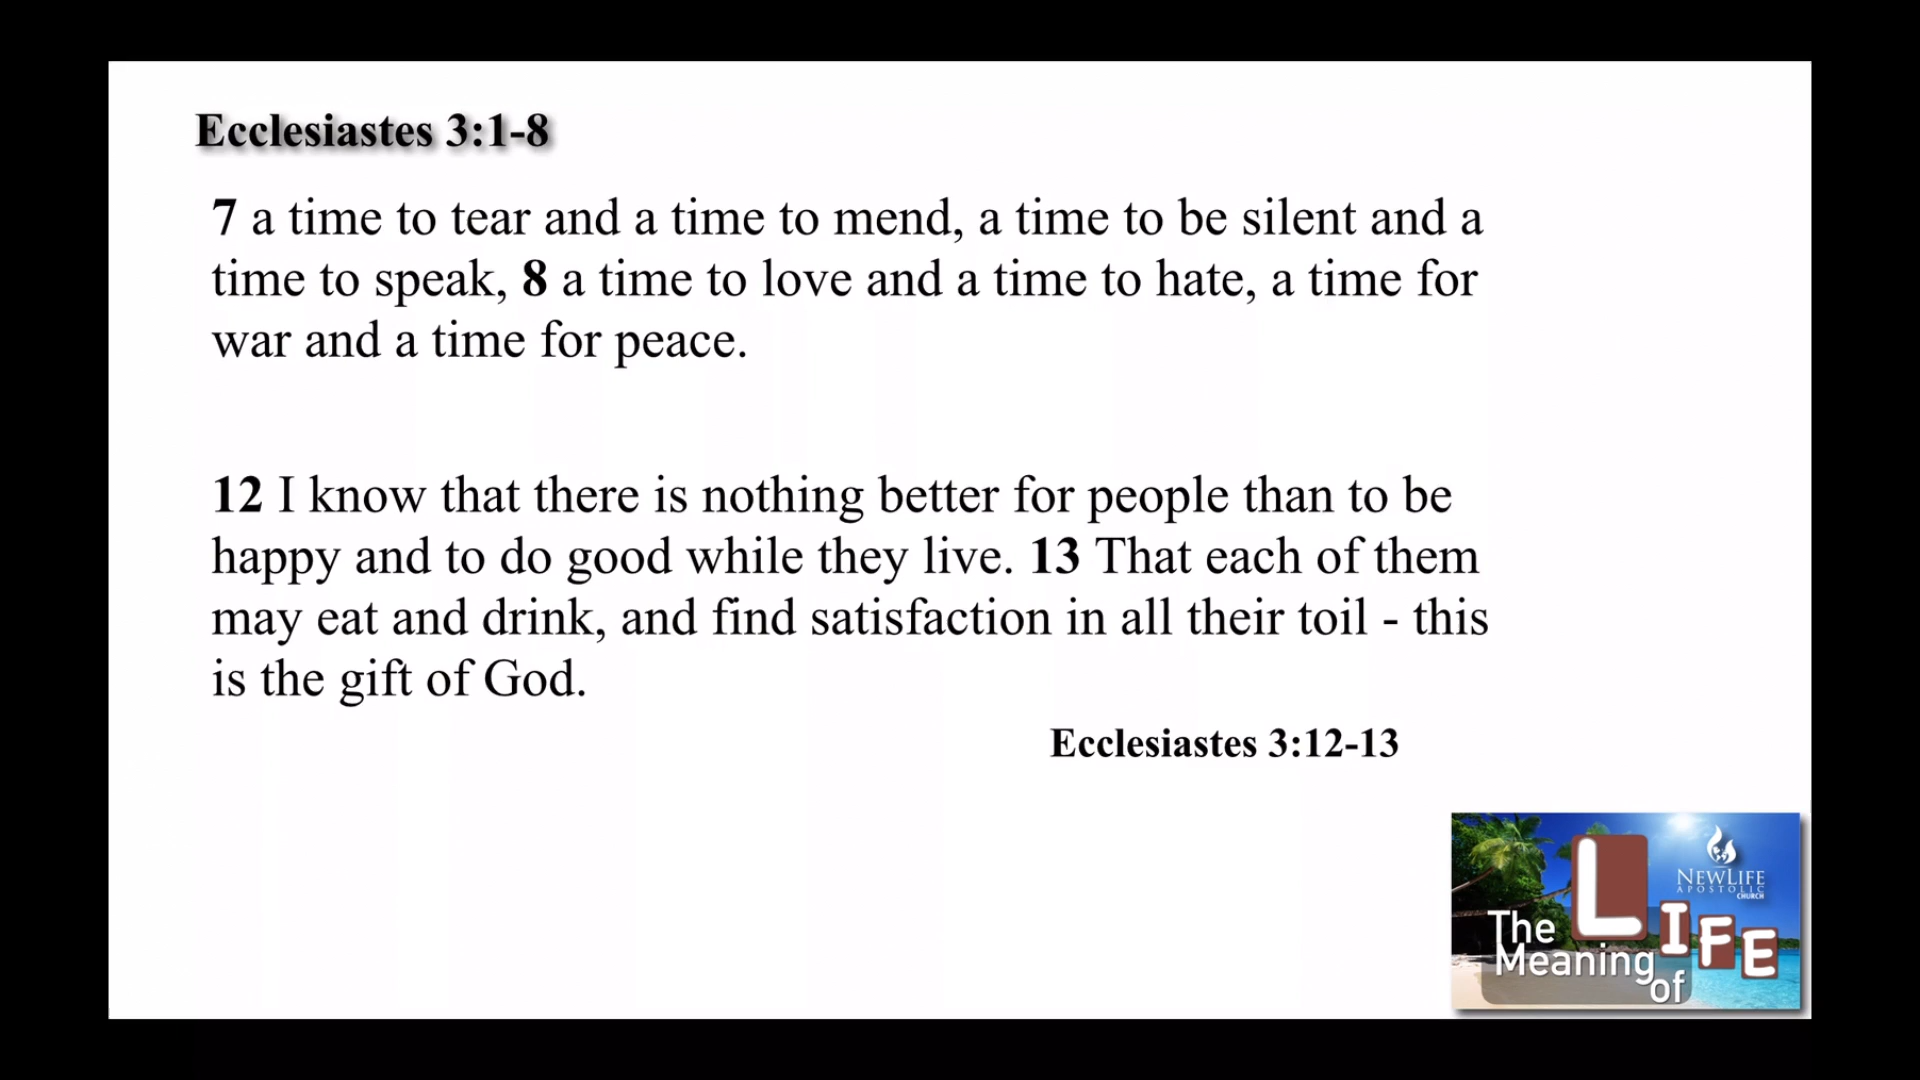 Ecclesiastes 3:1-8
7 a time to tear and a time to mend, a time to be silent and a
time to speak, 8 a time to love and a time to hate, a time for
war and a time for peace.
12 I know that there is nothing better for people than to be
happy and to do good while they live. 13 That each of them
may eat and drink, and find satisfaction in all their toil - this
is the gift of God.
Ecclesiastes 3:12-13
NEWLIFE
APOSTOLIC
CHURCH
The
Meaning
of
LIFE